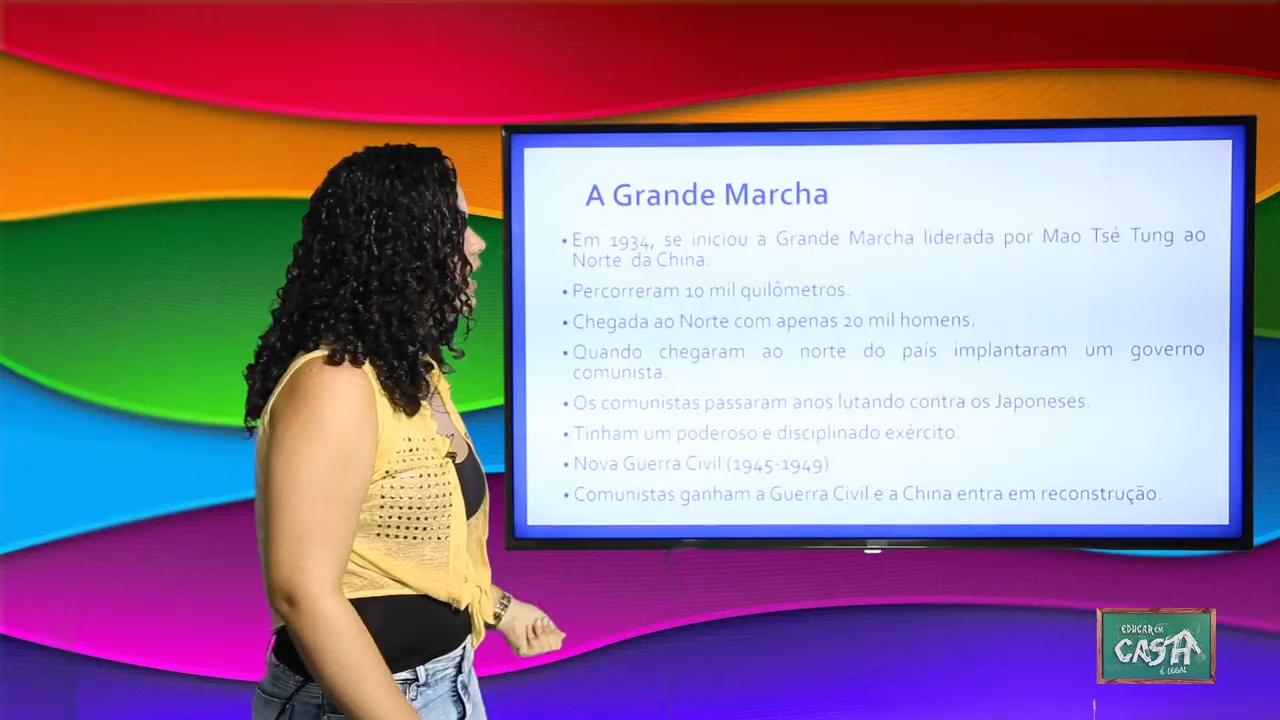 A Grande Marcha
• Em 1934, se iniciou a Grande Marcha liderada por Mao Tsé Tung ao
Norte da China.
• Percorreram 10 mil quilômetros.
• Chegada ao Norte com apenas 20 mil homens.
• Quando chegaram ao norte do país implantaram um governo
comunista.
• Os comunistas passaram anos lutando contra os Japoneses.
• Tinham um poderoso e disciplinado exército.
• Nova Guerra Civil (1945-1949)
• Comunistas ganham a Guerra Civil e a China entra em reconstrução.
EDUCAR EM
CASA
É LEGAL